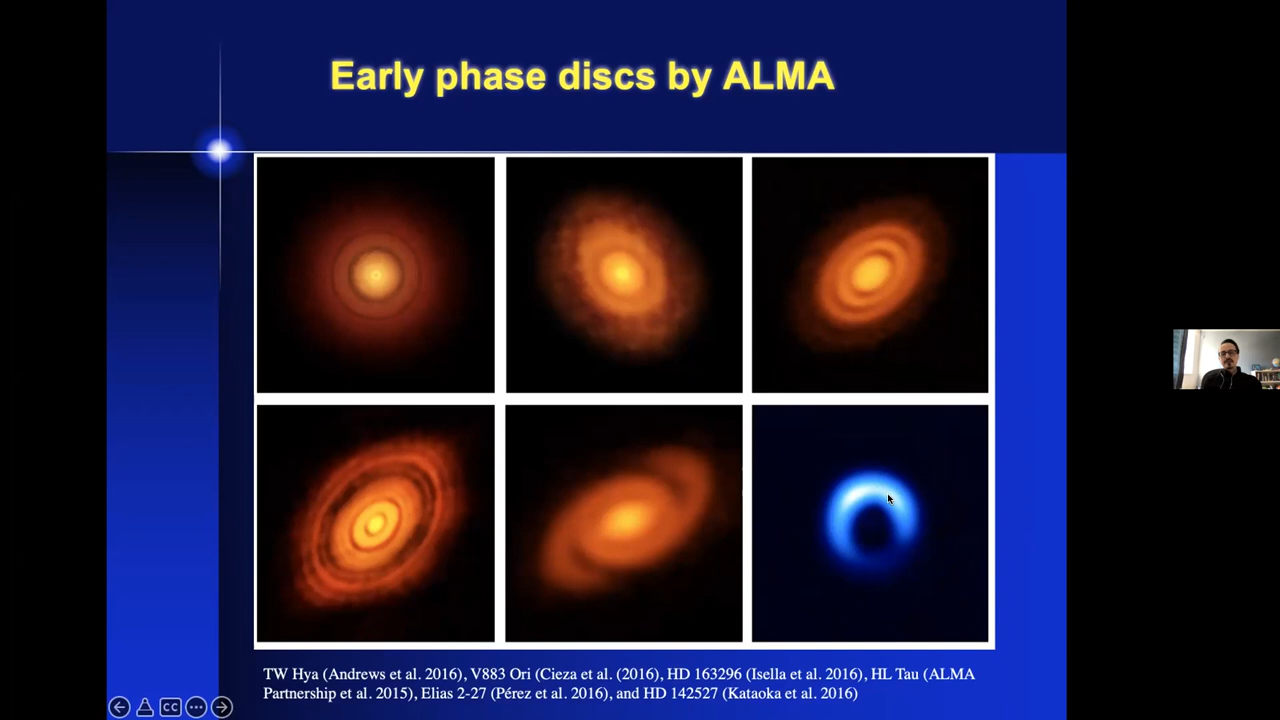 Early phase discs by ALMA
TW Hya (Andrews et al. 2016), V883 Ori (Cieza et al. (2016), HD 163296 (Isella et al. 2016), HL Tau (ALMA
Partnership et al. 2015), Elias 2-27 (Pérez et al. 2016), and HD 142527 (Kataoka et al. 2016)
CC